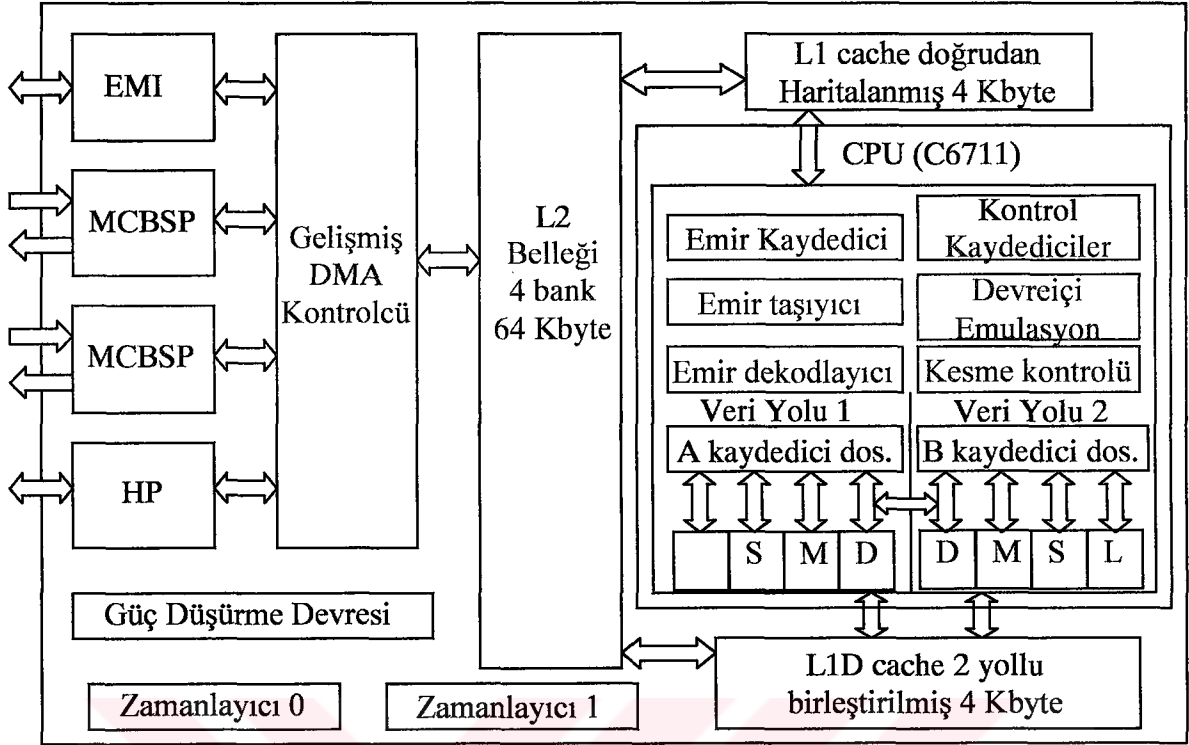 EMI
MCBSP
MCBSP
HP
Gelişmiş
DMA
Kontrolcü
L2
Belleği
4 bank
64 Kbyte
L1 cache doğrudan
Haritalanmış 4 Kbyte
CPU (C6711)
Emir Kaydedici
Kontrol
Kaydediciler
Emir taşıyıcı
Devreiçi
Emulasyon
Emir dekodlayıcı
Kesme kontrolü
Veri Yolu 1
Veri Yolu 2
A kaydedici dos.
B kaydedici dos.
S M D
D M S L
Güç Düşürme Devresi
L1D cache 2 yollu
birleştirilmiş 4 Kbyte
Zamanlayıcı 0
Zamanlayıcı 1